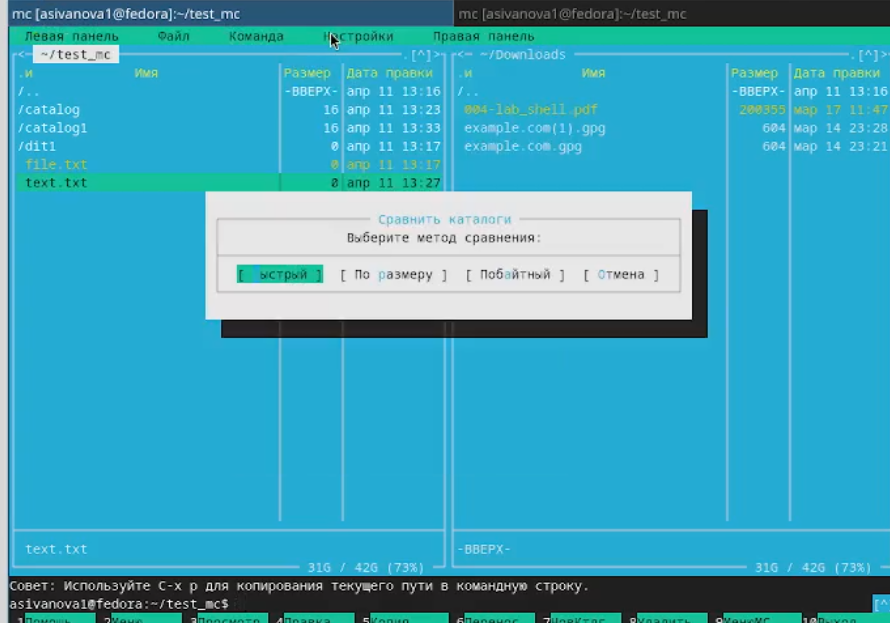 mc [asivanova1@fedora]:~/test_mc
mc [asivanova1@fedora]:~/test_mc
Левая панель Файл Команда Настройки Правая панель
<─ ~/test_mc .[^]>
<─ ~/Downloads .[^]>
.и Имя Размер Дата правки
.и Имя Размер Дата правки
/.. -ВВЕРХ- апр 11 13:16
/.. -ВВЕРХ- апр 11 13:16
/catalog 16 апр 11 13:23
004-lab_shell.pdf 200355 мар 17 11:47
/catalog1 16 апр 11 13:33
example.com(1).gpg 604 мар 14 23:28
/dit1 0 апр 11 13:17
example.com.gpg 604 мар 14 23:21
file.txt 0 апр 11 13:17
text.txt 0 апр 11 13:27
Сравнить каталоги
Выберите метод сравнения:
[ Быстрый ] [ По размеру ] [ Побайтный ] [ Отмена ]
text.txt
-ВВЕРХ-
31G / 42G (73%)
31G / 42G (73%)
Совет: Используйте C-x p для копирования текущего пути в командную строку.
asivanova1@fedora:~/test_mc$ [^
1Помощь 2Меню 3Просмотр 4Правка 5Копия 6Перенос 7НовКтлг 8Удалить 9МенюМС 10Выход